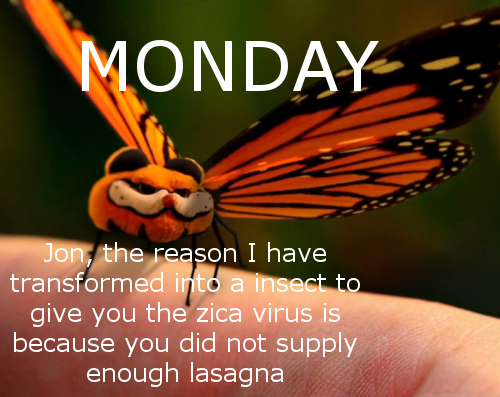 MONDAY
Jon, the reason I have
transformed into a insect to
give you the zica virus is
because you did not supply
enough lasagna